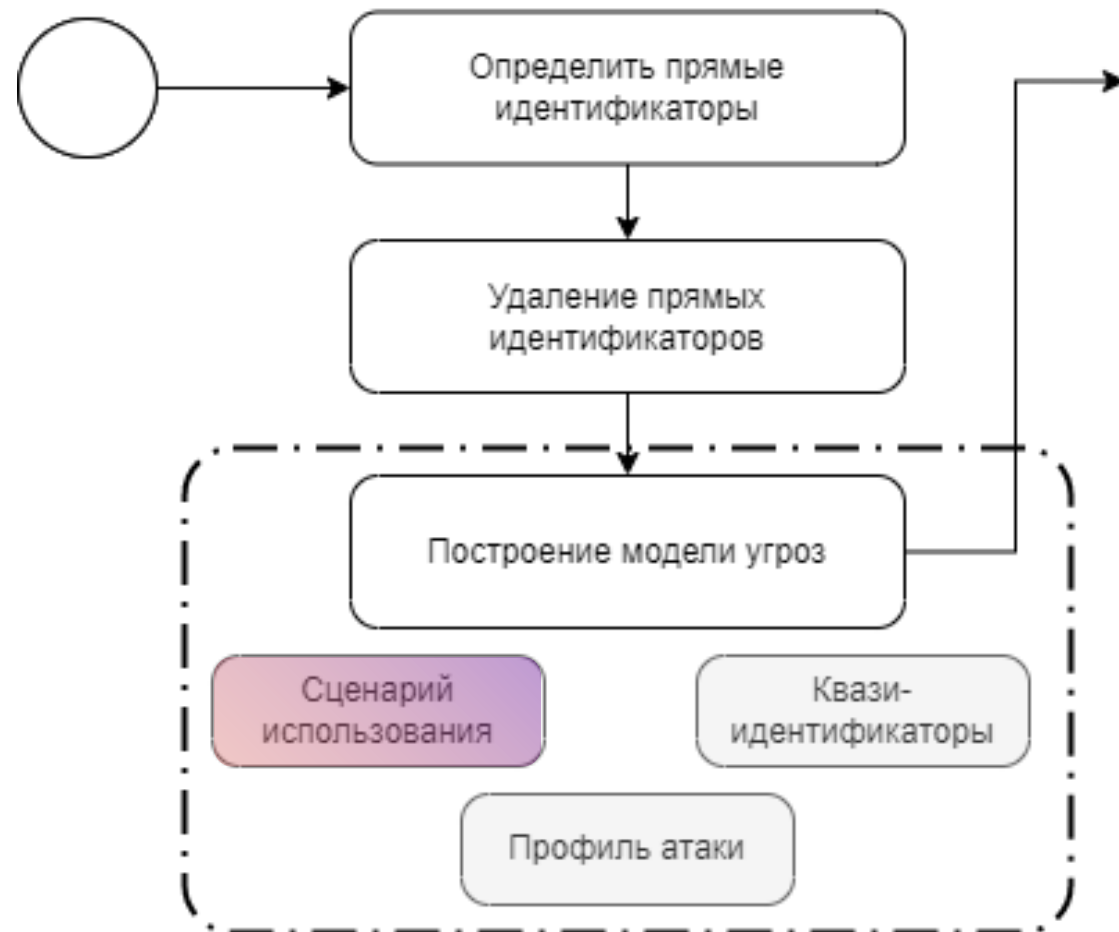 Определить прямые
идентификаторы
Удаление прямых
идентификаторов
Построение модели угроз
Сценарий
использования
Квази-
идентификаторы
Профиль атаки